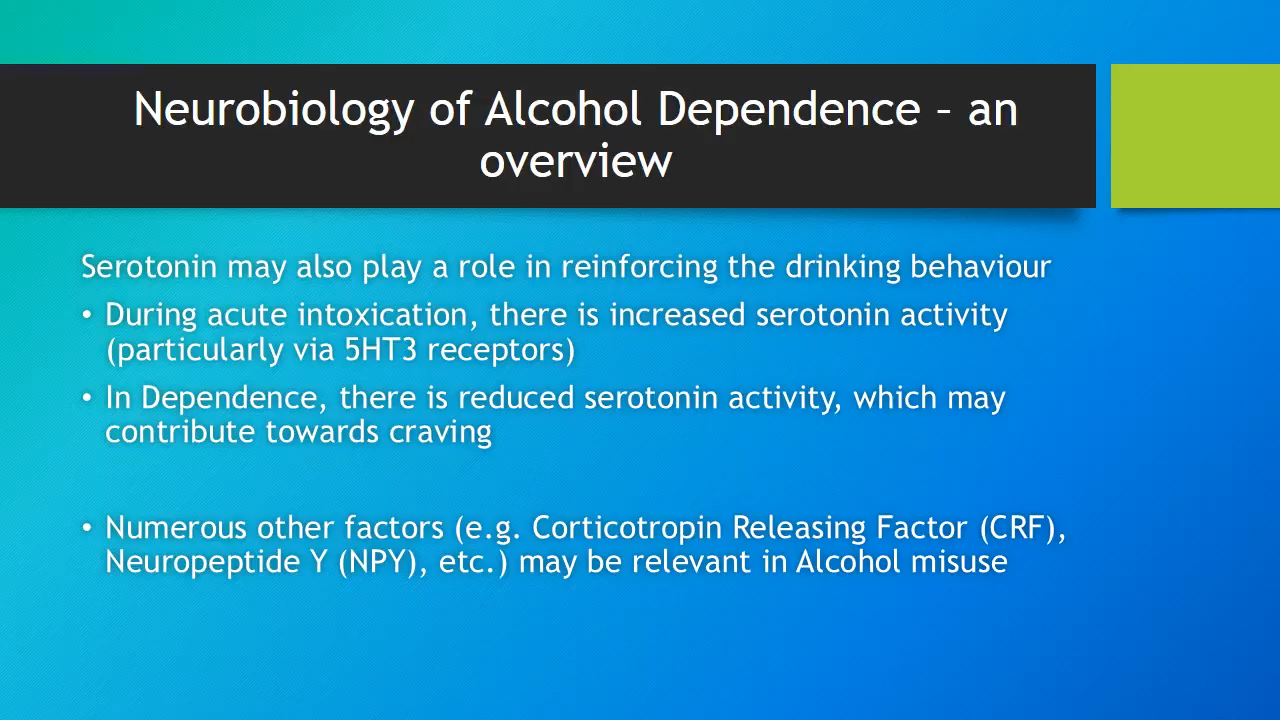 Neurobiology of Alcohol Dependence – an
overview
Serotonin may also play a role in reinforcing the drinking behaviour
• During acute intoxication, there is increased serotonin activity
(particularly via 5HT3 receptors)
• In Dependence, there is reduced serotonin activity, which may
contribute towards craving
• Numerous other factors (e.g. Corticotropin Releasing Factor (CRF),
Neuropeptide Y (NPY), etc.) may be relevant in Alcohol misuse